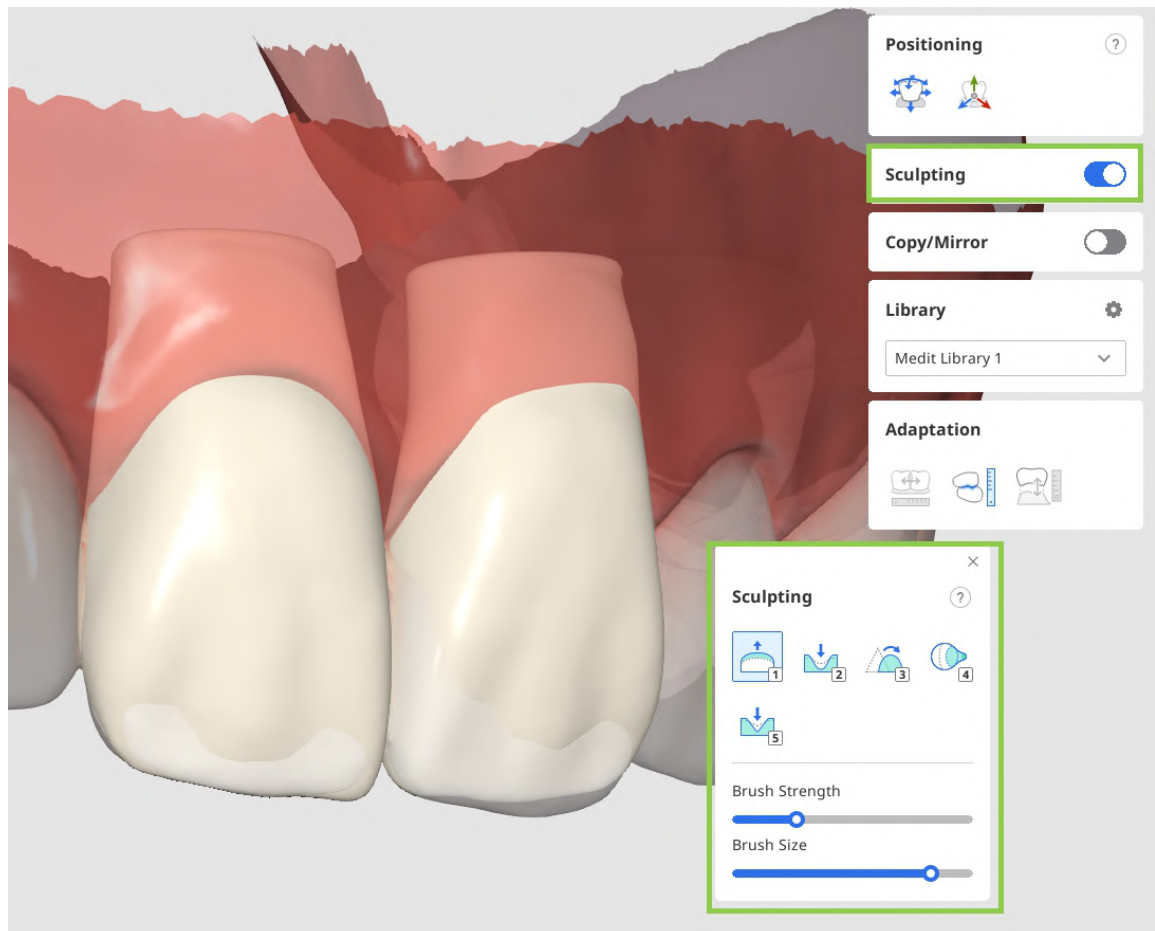 Positioning
?
Sculpting
Copy/Mirror
Library
Medit Library 1
Adaptation
Sculpting
?
1
2
3
4
5
Brush Strength
Brush Size